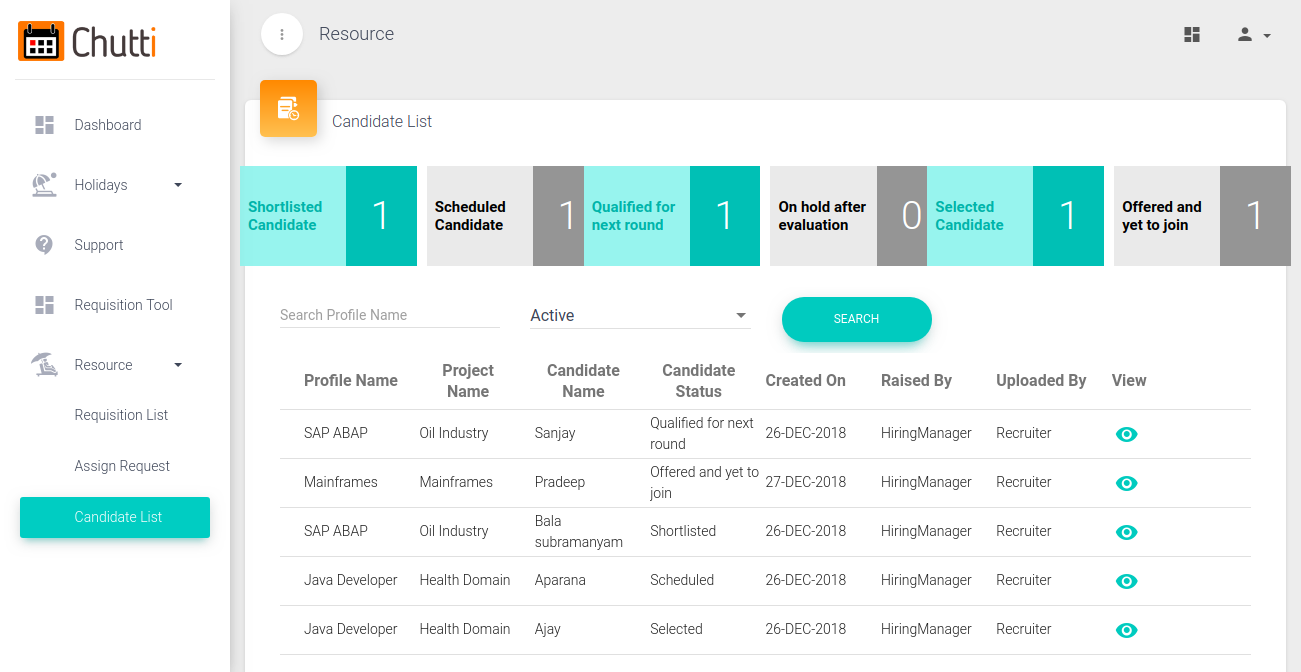 Chutti
Resource
Dashboard
Holidays
Support
Requisition Tool
Resource
Requisition List
Assign Request
Candidate List
Candidate List
Shortlisted
Candidate
1
Scheduled
Candidate
1
Qualified for
next round
1
On hold after
evaluation
0
Selected
Candidate
1
Offered and
yet to join
1
Search Profile Name
Active
SEARCH
Profile Name Project Name Candidate Name Candidate Status Created On Raised By Uploaded By View
SAP ABAP Oil Industry Sanjay Qualified for next round 26-DEC-2018 HiringManager Recruiter
Mainframes Mainframes Pradeep Offered and yet to join 27-DEC-2018 HiringManager Recruiter
SAP ABAP Oil Industry Bala subramanyam Shortlisted 26-DEC-2018 HiringManager Recruiter
Java Developer Health Domain Aparana Scheduled 26-DEC-2018 HiringManager Recruiter
Java Developer Health Domain Ajay Selected 26-DEC-2018 HiringManager Recruiter